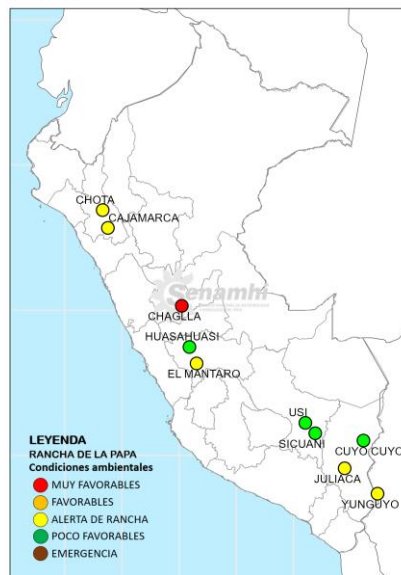 CHOTA
CAJAMARCA
Senamhi
CHAGLLA
HUASAHUASI
EL MANTARO
USI
SICUANI
CUYO CUYO
JULIACA
YUNGUYO
LEYENDA
RANCHA DE LA PAPA
Condiciones ambientales
MUY FAVORABLES
FAVORABLES
ALERTA DE RANCHA
POCO FAVORABLES
EMERGENCIA